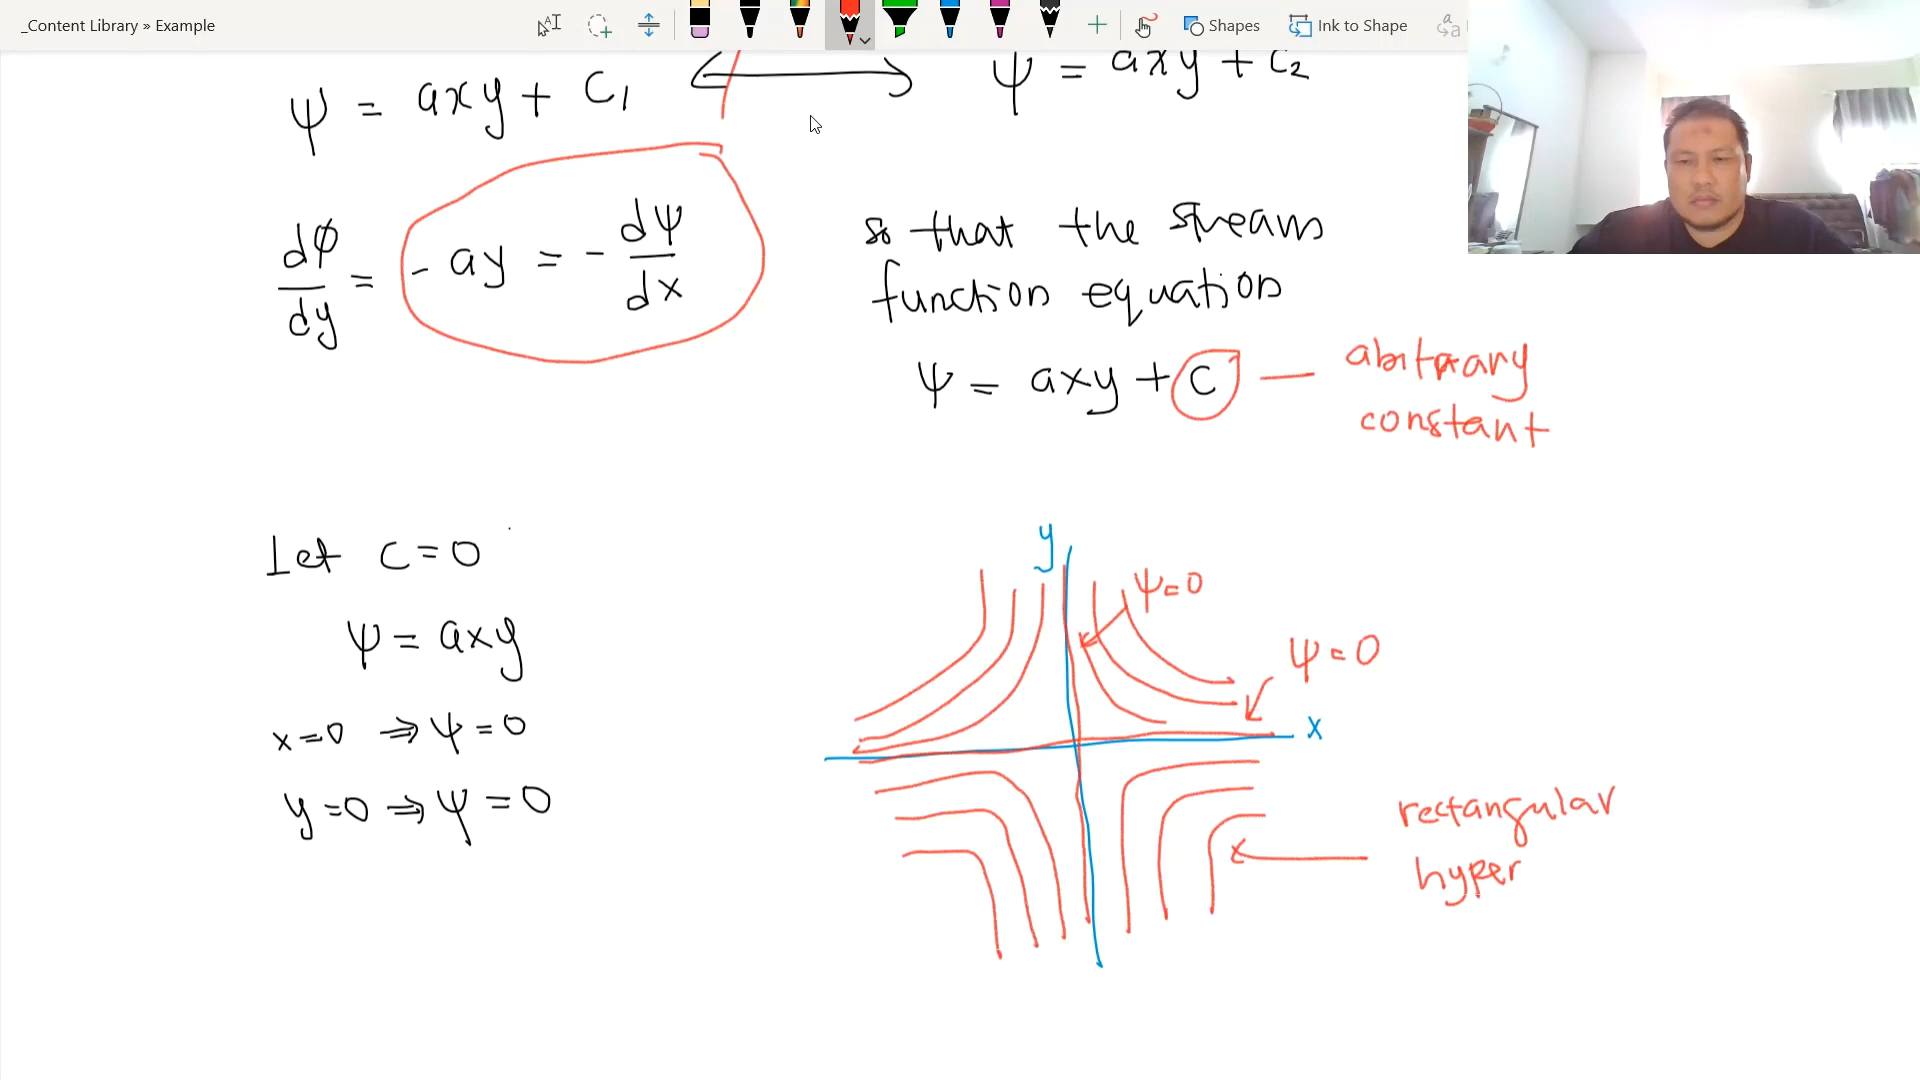 _Content Library » Example
Shapes
Ink to Shape
ψ = axy + C₁
ψ = axy + C₂
dφ/dy = - ay = - dψ/dx
so that the stream
function equation
ψ = axy + C — abitrary
constant
Let C = 0
ψ = axy
x = 0 ⇒ ψ = 0
y = 0 ⇒ ψ = 0
y
ψ = 0
ψ = 0
x
rectangular
hyper